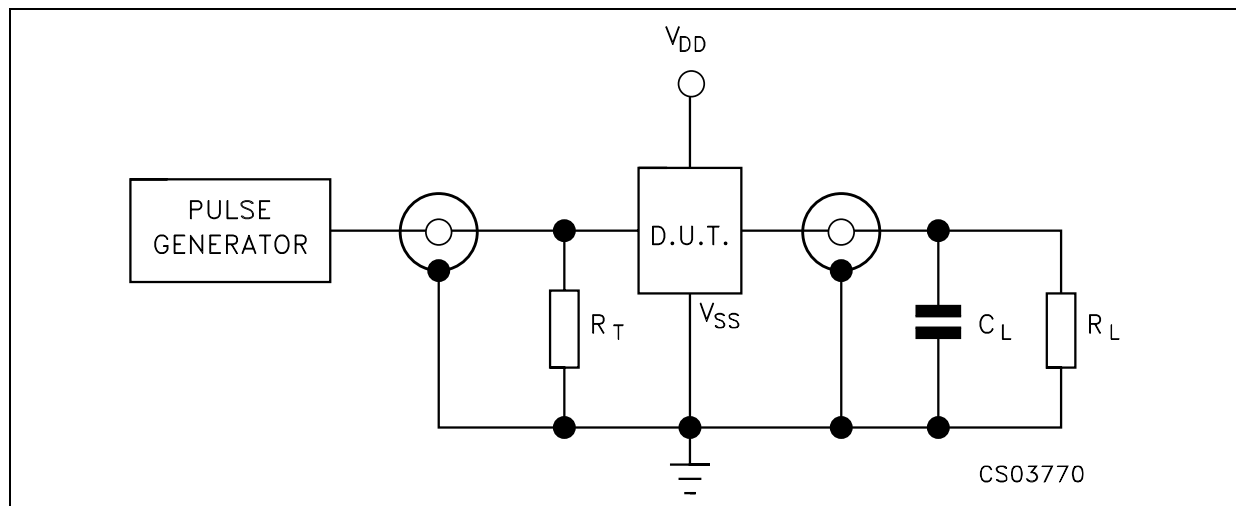 VDD
PULSE
GENERATOR
D.U.T.
VSS
RT
CL
RL
CS03770